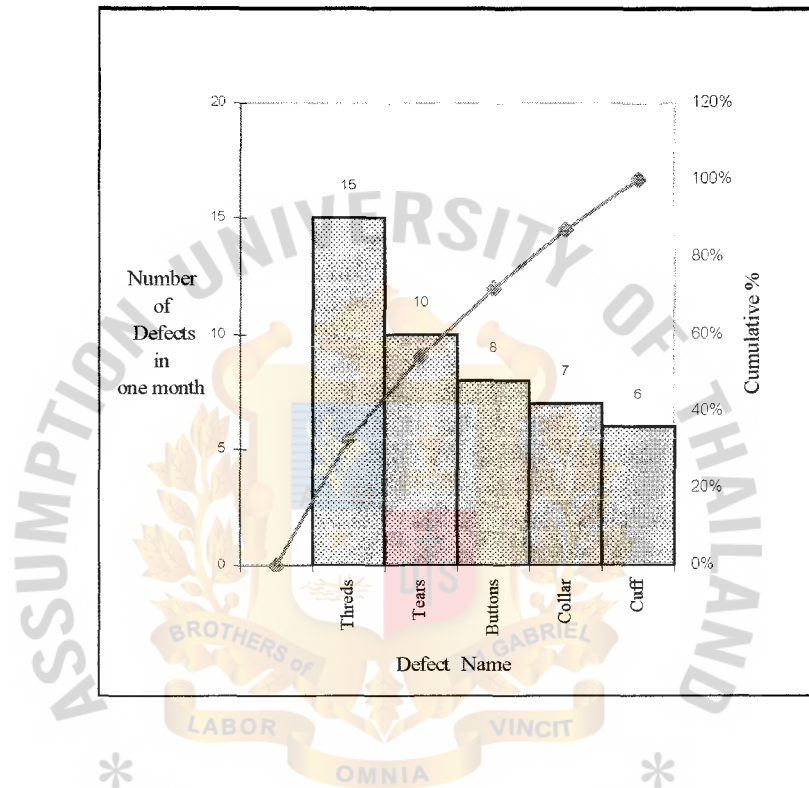 20
15
10
5
0
Number
of
Defects
in
one month
15
10
8
7
6
120%
100%
80%
60%
40%
20%
0%
Cumulative %
Threds
Tears
Buttons
Collar
Cuff
Defect Name
ASSUMPTION UNIVERSITY OF THAILAND
BROTHERS of
GABRIEL
DS
LABOR
OMNIA
VINCIT
*
*